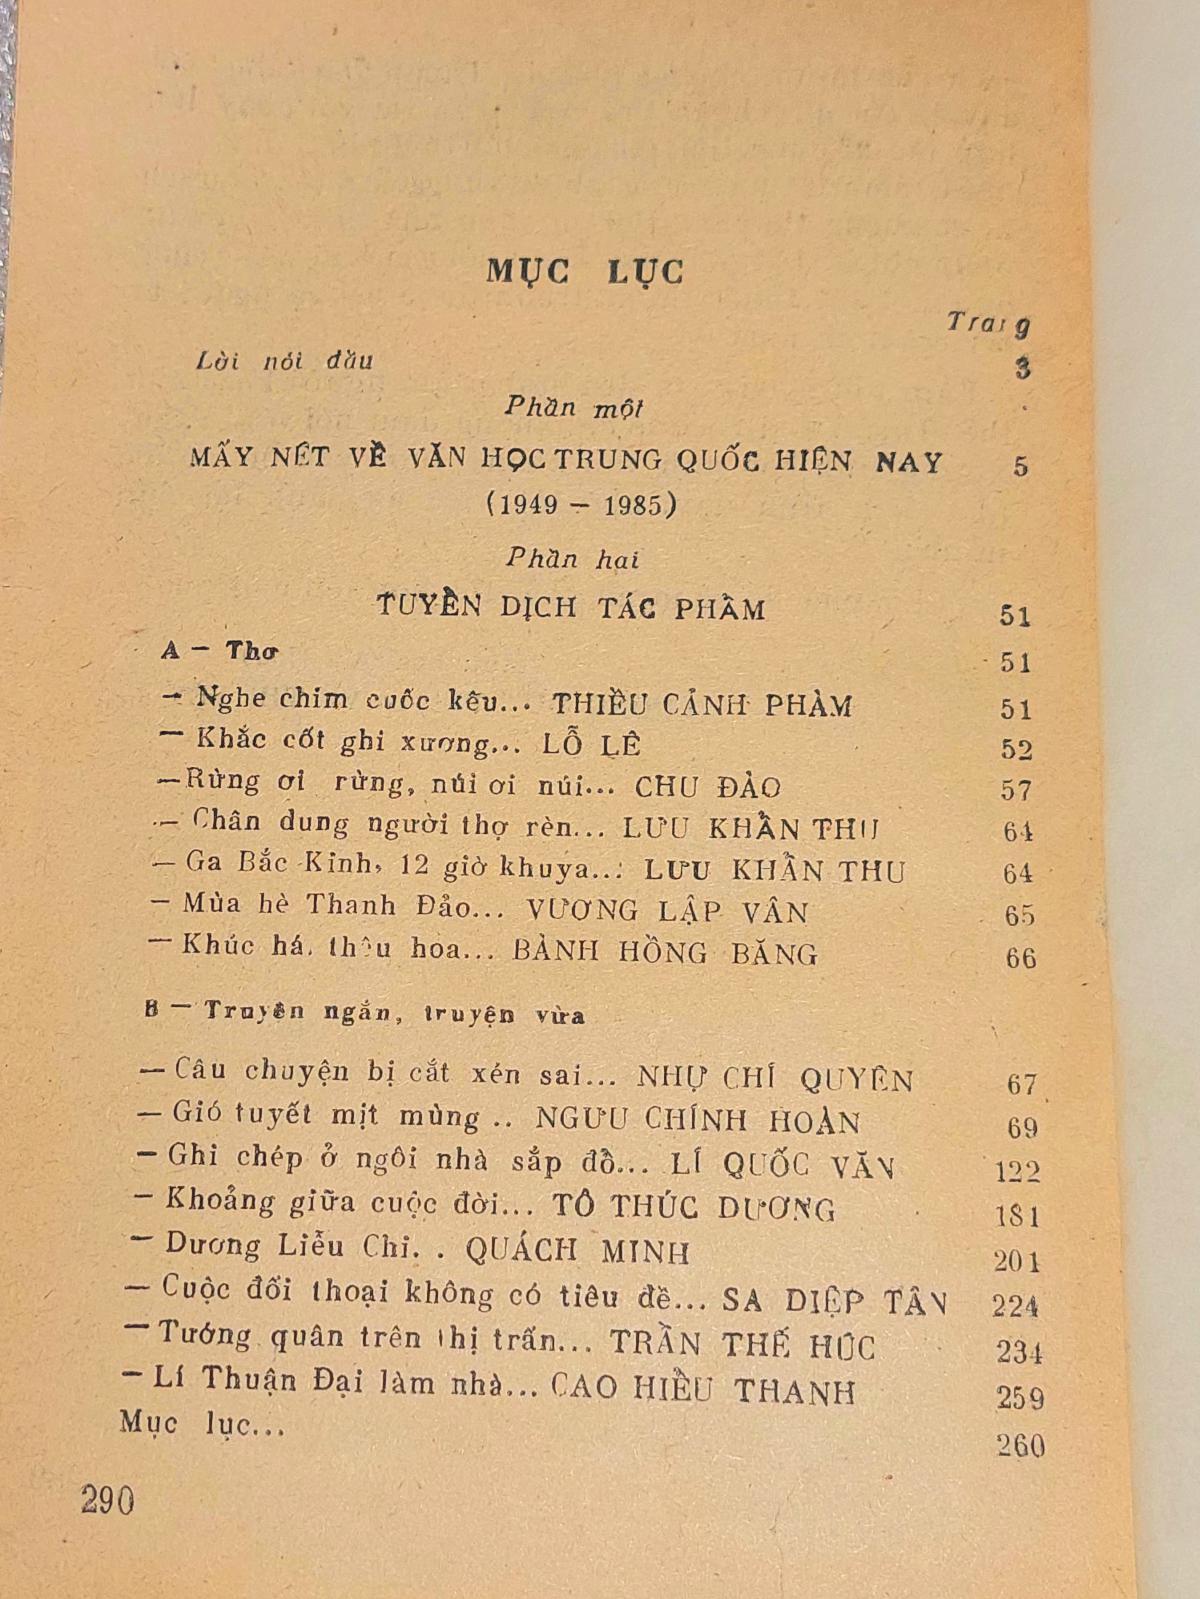 MỤC LỤC
Trang
Lời nói đầu 3
Phần một
MẤY NÉT VỀ VĂN HỌC TRUNG QUỐC HIỆN NAY 5
(1949 — 1985)
Phần hai
TUYỂN DỊCH TÁC PHẨM 51
A — Thơ 51
— Nghe chim cuốc kêu... THIỀU CẢNH PHÀM 51
— Khắc cốt ghi xương... LỖ LÊ 52
— Rừng ơi rừng, núi ơi núi... CHU ĐẢO 57
— Chân dung người thợ rèn... LƯU KHẨN THU 64
— Ga Bắc Kinh, 12 giờ khuya... LƯU KHẨN THU 64
— Mùa hè Thanh Đảo... VƯƠNG LẬP VÂN 65
— Khúc há, thêu hoa... BÀNH HỒNG BĂNG 66
B — Truyện ngắn, truyện vừa
— Câu chuyện bị cắt xén sai... NHỰ CHÍ QUYÊN 67
— Gió tuyết mịt mùng .. NGƯU CHÍNH HOÀN 69
— Ghi chép ở ngôi nhà sắp đổ... LÍ QUỐC VĂN 122
— Khoảng giữa cuộc đời... TÔ THÚC DƯƠNG 181
— Dương Liễu Chi. . QUÁCH MINH 201
— Cuộc đối thoại không có tiêu đề... SA DIỆP TÂN 224
— Tướng quân trên thị trấn... TRẦN THẾ HÚC 234
— Lí Thuận Đại làm nhà... CAO HIỂU THANH 259
Mục lục... 260
290